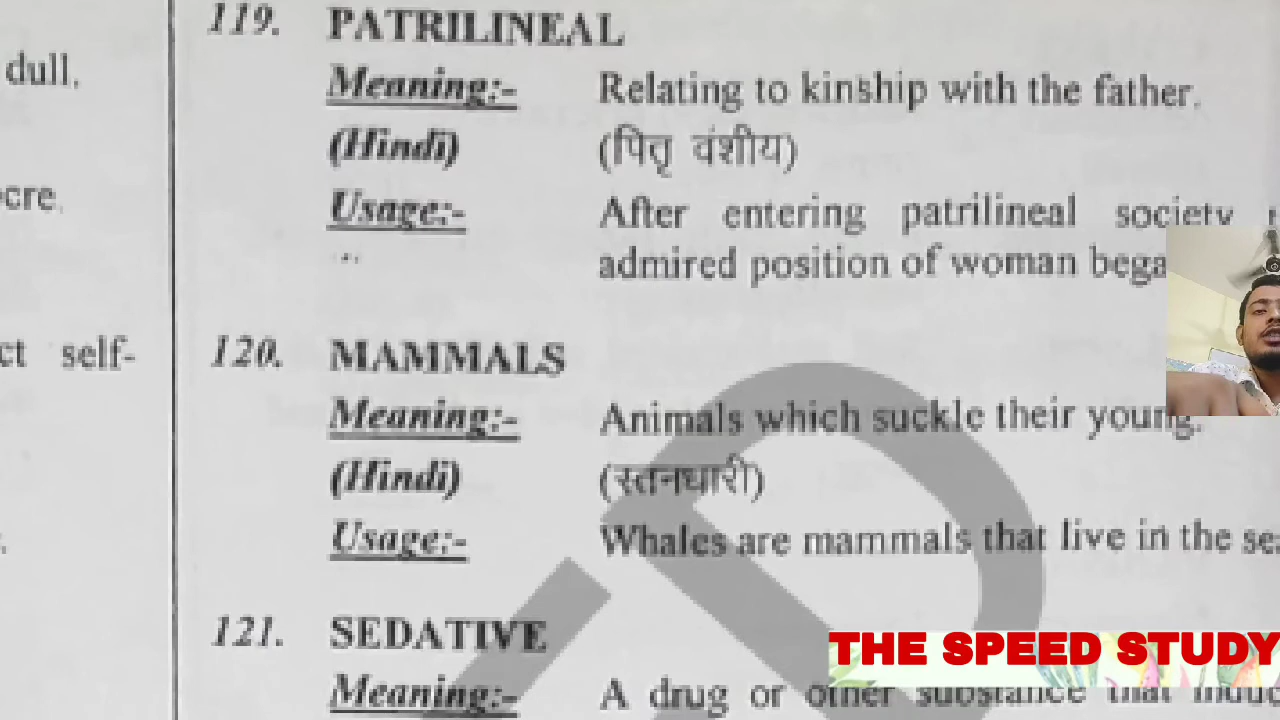 dull.
ct self-
119. PATRILINEAL
Meaning:- Relating to kinship with the father.
(Hindi) (पितृ वंशीय)
Usage:- After entering patrilineal society
admired position of woman bega
120. MAMMALS
Meaning:- Animals which suckle their young.
(Hindi) (स्तनधारी)
Usage:- Whales are mammals that live in the
121. SEDATIVE
Meaning:- A drug or other substance that
THE SPEED STUDY